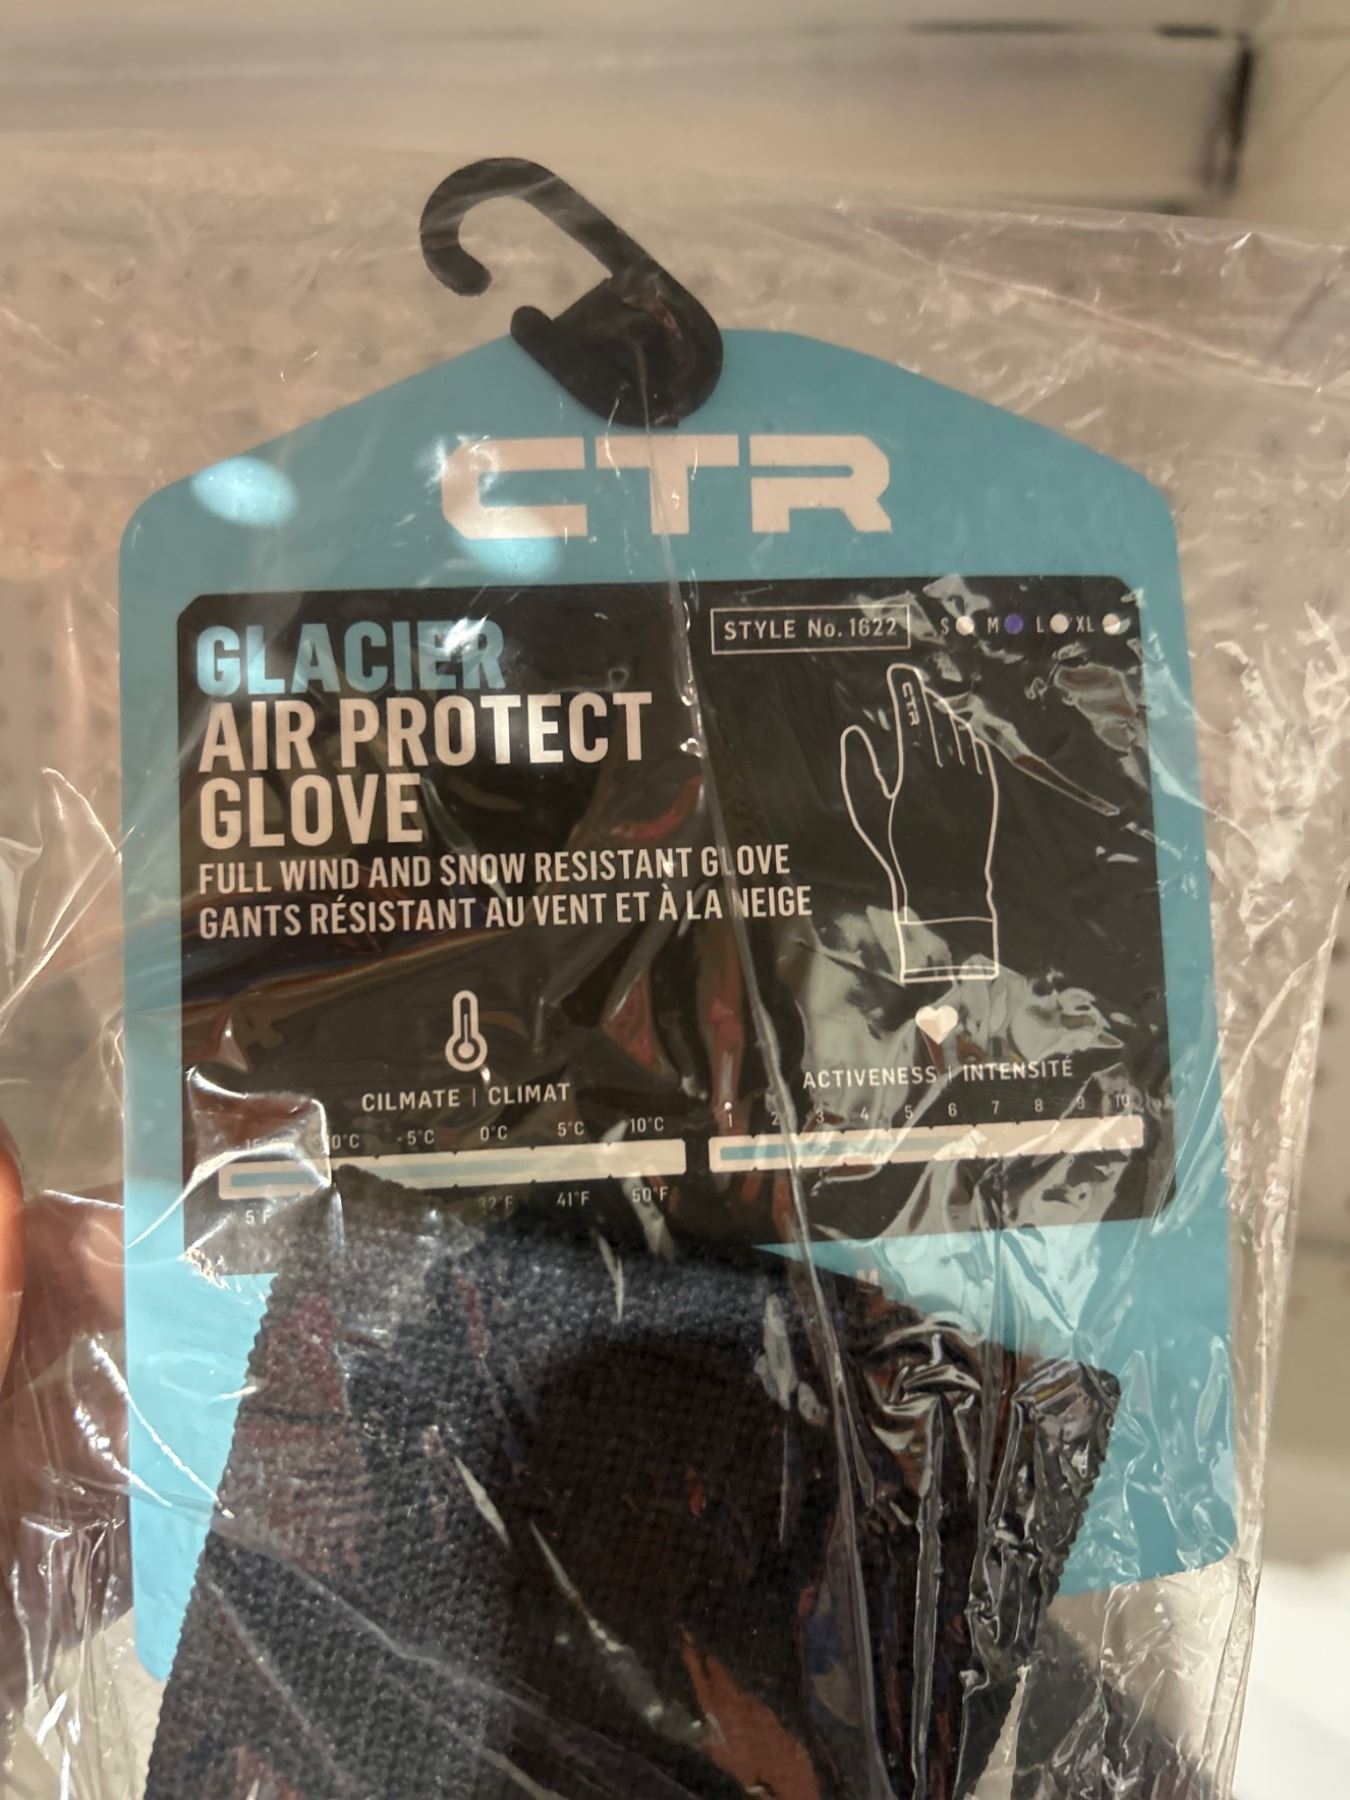 CTR
STYLE No. 1622
S M L XL
CTR
GLACIER
AIR PROTECT
GLOVE
FULL WIND AND SNOW RESISTANT GLOVE
GANTS RÉSISTANT AU VENT ET À LA NEIGE
CILMATE | CLIMAT
-5°C 0°C 5°C 10°C
5°F 32°F 41°F 50°F
ACTIVENESS | INTENSITÉ
1 2 3 4 5 6 7 8 9 10